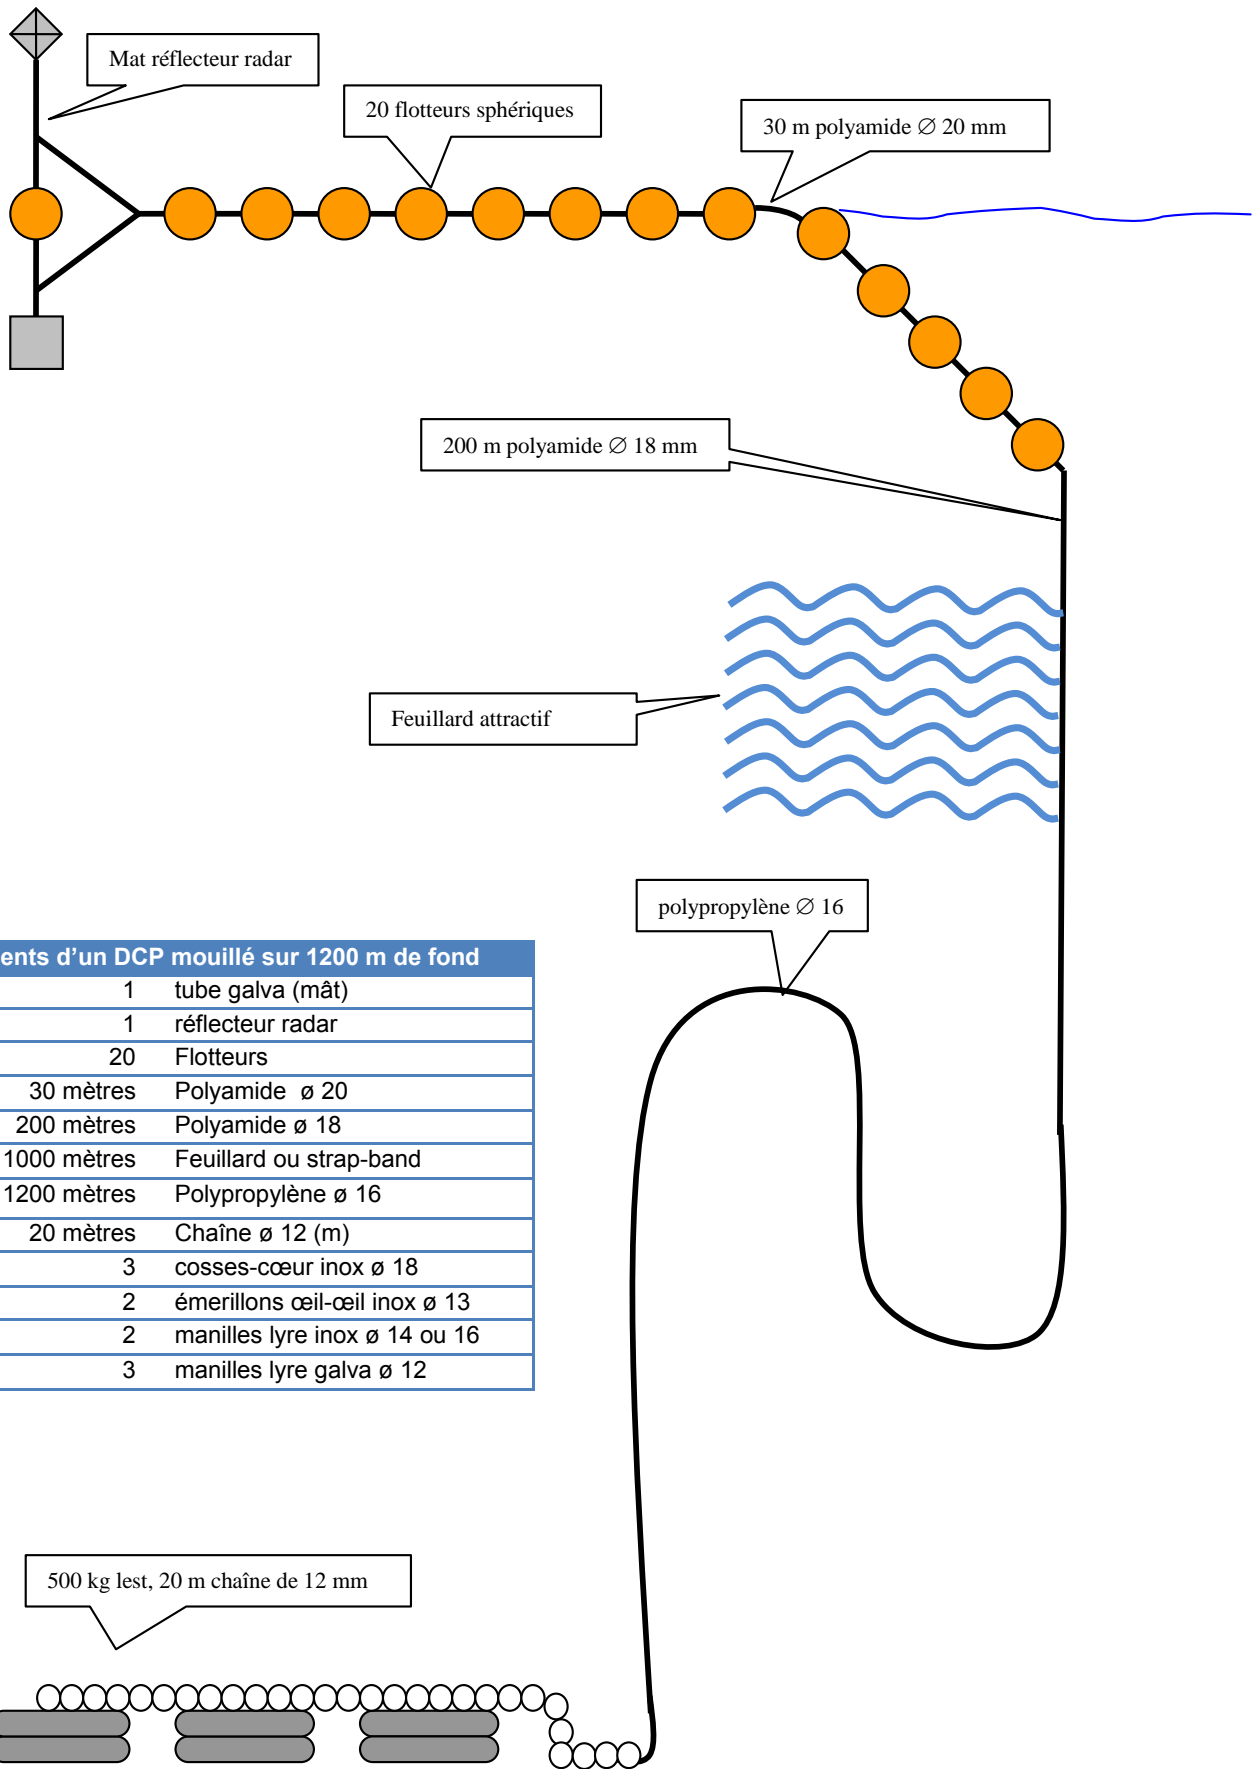 Mat réflecteur radar
20 flotteurs sphériques
30 m polyamide ∅ 20 mm
200 m polyamide ∅ 18 mm
Feuillard attractif
polypropylène ∅ 16
d'un DCP mouillé sur 1200 m de fond
1 tube galva (mât)
1 réflecteur radar
20 Flotteurs
30 mètres Polyamide ø 20
200 mètres Polyamide ø 18
1000 mètres Feuillard ou strap-band
1200 mètres Polypropylène ø 16
20 mètres Chaîne ø 12 (m)
3 cosses-cœur inox ø 18
2 émerillons œil-œil inox ø 13
2 manilles lyre inox ø 14 ou 16
3 manilles lyre galva ø 12
500 kg lest, 20 m chaîne de 12 mm